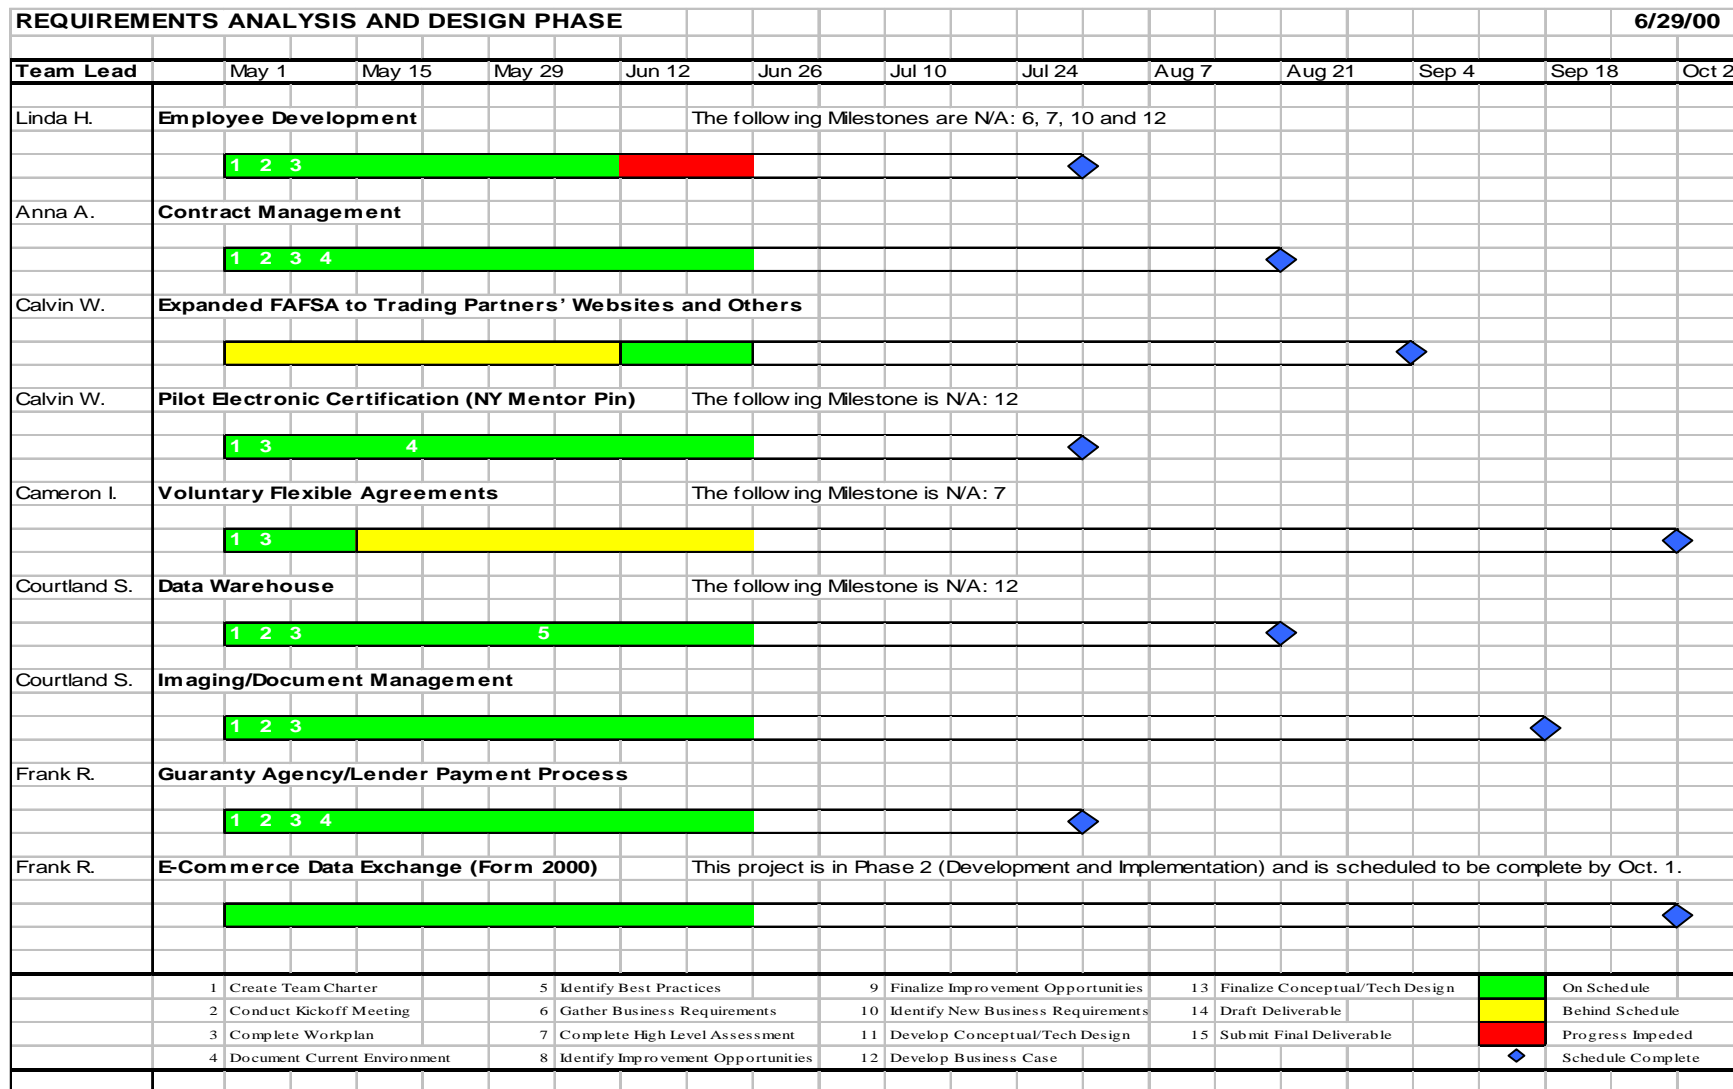 REQUIREMENTS ANALYSIS AND DESIGN PHASE 6/29/00
Team Lead May 1 May 15 May 29 Jun 12 Jun 26 Jul 10 Jul 24 Aug 7 Aug 21 Sep 4 Sep 18 Oct 2
Linda H. Employee Development The following Milestones are N/A: 6, 7, 10 and 12
1 2 3
Anna A. Contract Management
1 2 3 4
Calvin W. Expanded FAFSA to Trading Partners’ Websites and Others
Calvin W. Pilot Electronic Certification (NY Mentor Pin) The following Milestone is N/A: 12
1 3 4
Cameron I. Voluntary Flexible Agreements The following Milestone is N/A: 7
1 3
Courtland S. Data Warehouse The following Milestone is N/A: 12
1 2 3 5
Courtland S. Imaging/Document Management
1 2 3
Frank R. Guaranty Agency/Lender Payment Process
1 2 3 4
Frank R. E-Commerce Data Exchange (Form 2000) This project is in Phase 2 (Development and Implementation) and is scheduled to be complete by Oct. 1.
1 Create Team Charter 5 Identify Best Practices 9 Finalize Improvement Opportunities 13 Finalize Conceptual/Tech Design On Schedule
2 Conduct Kickoff Meeting 6 Gather Business Requirements 10 Identify New Business Requirements 14 Draft Deliverable Behind Schedule
3 Complete Workplan 7 Complete High Level Assessment 11 Develop Conceptual/Tech Design 15 Submit Final Deliverable Progress Impeded
4 Document Current Environment 8 Identify Improvement Opportunities 12 Develop Business Case Schedule Complete